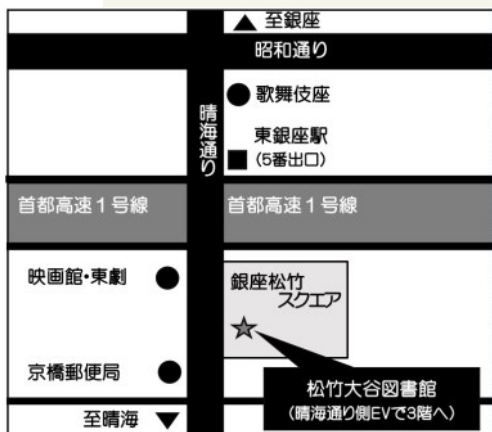 ▲ 至銀座
昭和通り
晴海通り
歌舞伎座
東銀座駅
(5番出口)
首都高速1号線
首都高速1号線
映画館・東劇
銀座松竹
スクエア
京橋郵便局
松竹大谷図書館
(晴海通り側EVで3階へ)
至晴海 ▼